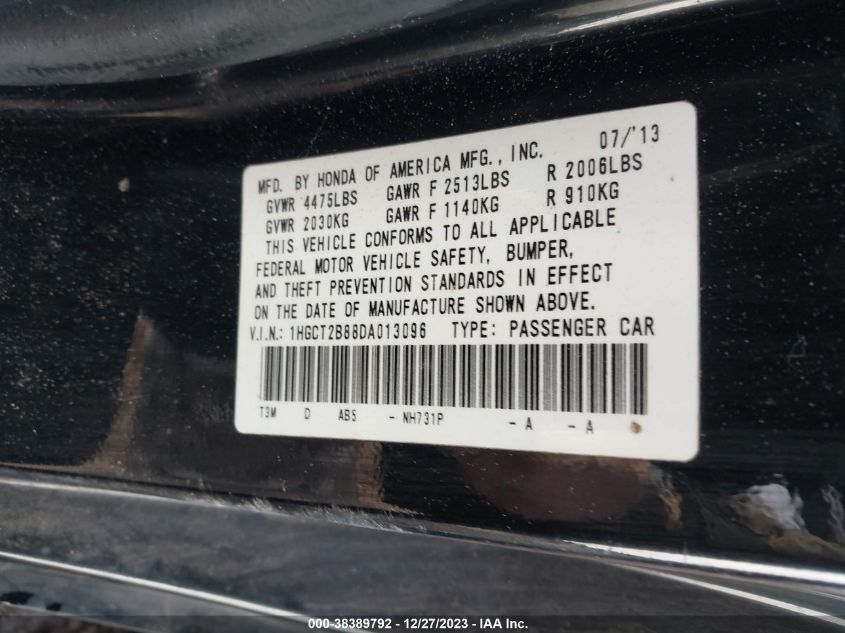 MFD. BY HONDA OF AMERICA MFG., INC. 07/'13
GVWR 4475LBS GAWR F 2513LBS R 2006LBS
GVWR 2030KG GAWR F 1140KG R 910KG
THIS VEHICLE CONFORMS TO ALL APPLICABLE
FEDERAL MOTOR VEHICLE SAFETY, BUMPER,
AND THEFT PREVENTION STANDARDS IN EFFECT
ON THE DATE OF MANUFACTURE SHOWN ABOVE.
V.I.N.: 1HGCT2B88DA013096 TYPE: PASSENGER CAR
T3M D AB5 - NH731P - A - A
000-38389792 - 12/27/2023 - IAA Inc.